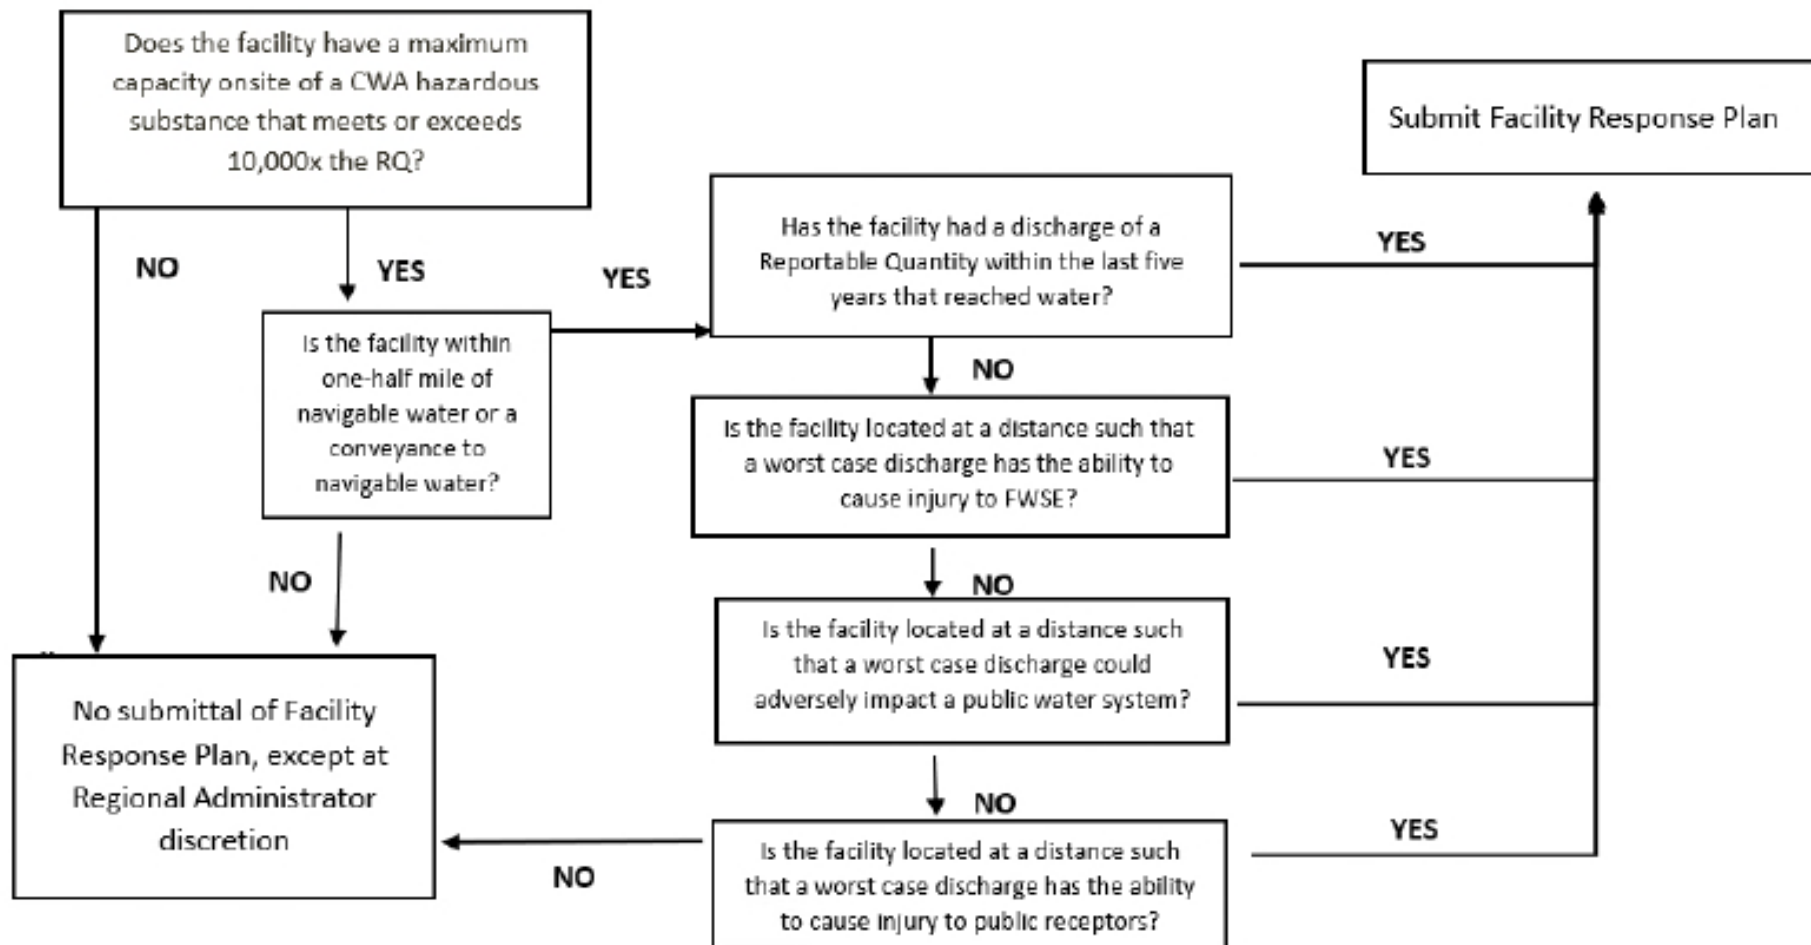 Does the facility have a maximum
capacity onsite of a CWA hazardous
substance that meets or exceeds
10,000x the RQ?
NO
YES
Is the facility within
one-half mile of
navigable water or a
conveyance to
navigable water?
YES
NO
No submittal of Facility
Response Plan, except at
Regional Administrator
discretion
Has the facility had a discharge of a
Reportable Quantity within the last five
years that reached water?
YES
NO
Is the facility located at a distance such that
a worst case discharge has the ability to
cause injury to FWSE?
YES
NO
Is the facility located at a distance such
that a worst case discharge could
adversely impact a public water system?
YES
NO
Is the facility located at a distance such
that a worst case discharge has the ability
to cause injury to public receptors?
YES
NO
Submit Facility Response Plan